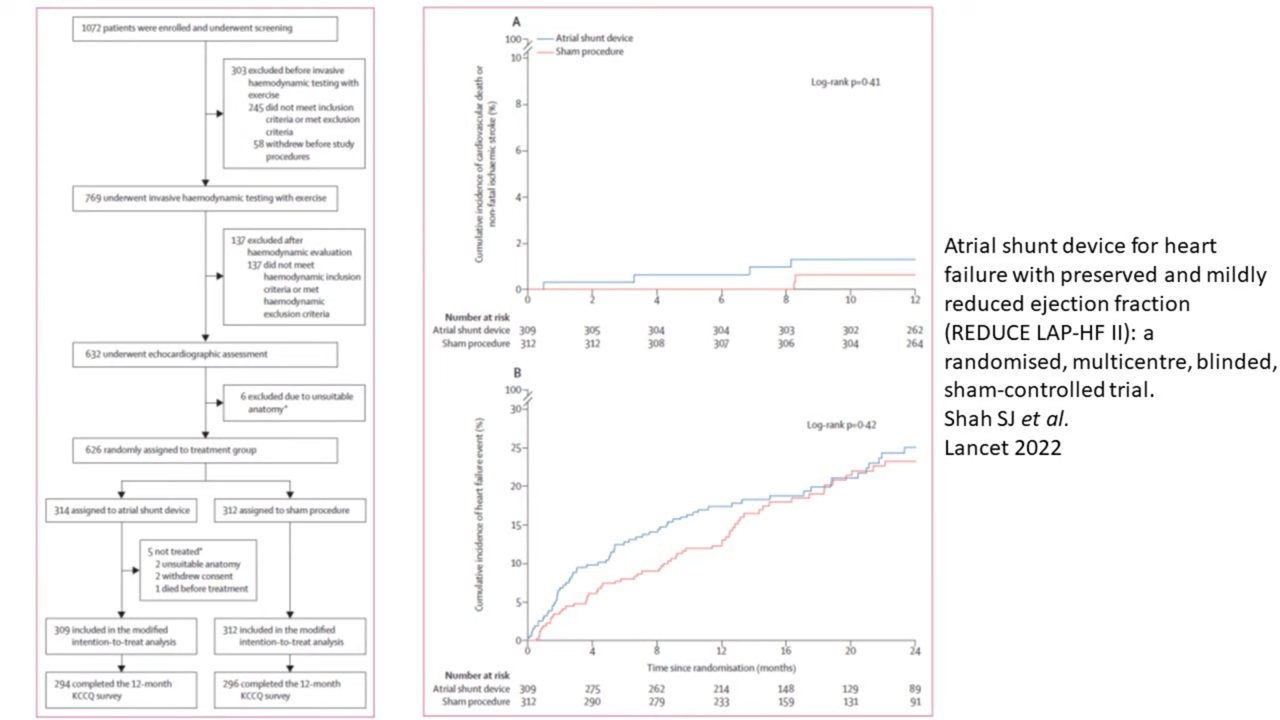 1072 patients were enrolled and underwent screening
303 excluded before invasive
haemodynamic testing with
exercise
245 did not meet inclusion
criteria or met exclusion
criteria
58 withdrew before study
procedures
769 underwent invasive haemodynamic testing with exercise
137 excluded after
haemodynamic evaluation
137 did not meet
haemodynamic inclusion
criteria or met
haemodynamic
exclusion criteria
632 underwent echocardiographic assessment
6 excluded due to unsuitable
anatomy*
626 randomly assigned to treatment group
314 assigned to atrial shunt device
312 assigned to sham procedure
5 not treated*
2 unsuitable anatomy
2 withdrew consent
1 died before treatment
309 included in the modified
intention-to-treat analysis
312 included in the modified
intention-to-treat analysis
294 completed the 12-month
KCCQ survey
296 completed the 12-month
KCCQ survey
A
Atrial shunt device
Sham procedure
Log-rank p=0·41
Cumulative incidence of cardiovascular death or
non-fatal ischaemic stroke (%)
100
10
8
6
4
2
0
0 2 4 6 8 10 12
Number at risk
Atrial shunt device 309 305 304 304 303 302 262
Sham procedure 312 312 308 307 306 304 264
B
Log-rank p=0·42
Cumulative incidence of heart failure event (%)
100
30
25
20
15
10
5
0
0 4 8 12 16 20 24
Time since randomisation (months)
Number at risk
Atrial shunt device 309 275 262 214 148 129 89
Sham procedure 312 290 279 233 159 131 91
Atrial shunt device for heart
failure with preserved and mildly
reduced ejection fraction
(REDUCE LAP-HF II): a
randomised, multicentre, blinded,
sham-controlled trial.
Shah SJ et al.
Lancet 2022